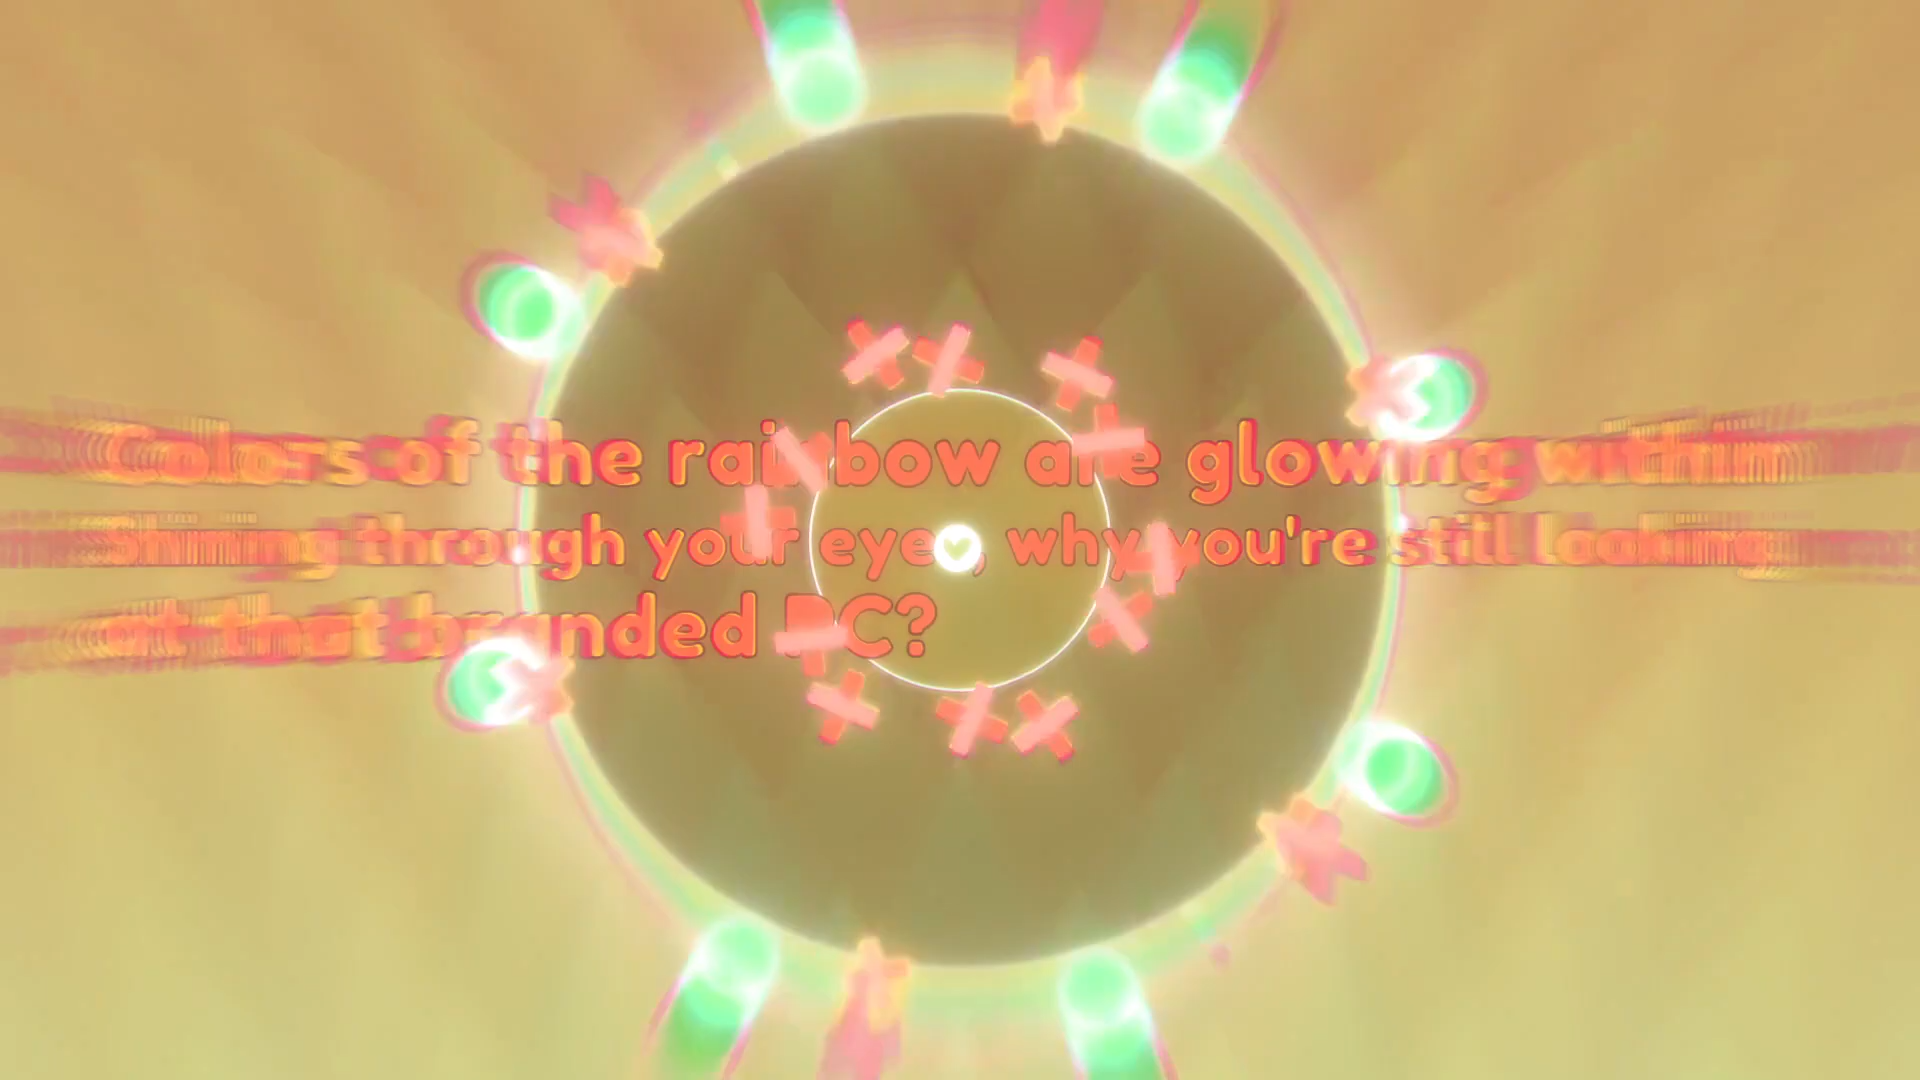 Colors of the rainbow are glowing within
Shining through your eyes, why you're still looking
at that branded PC?